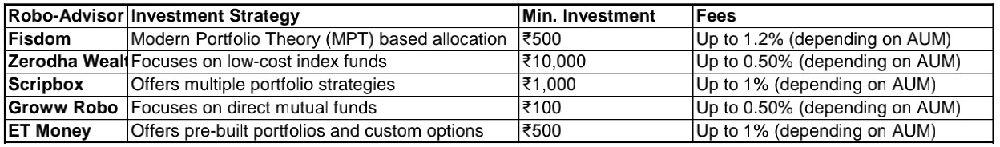 Robo-Advisor Investment Strategy Min. Investment Fees
Fisdom Modern Portfolio Theory (MPT) based allocation ₹500 Up to 1.2% (depending on AUM)
Zerodha Wealt Focuses on low-cost index funds ₹10,000 Up to 0.50% (depending on AUM)
Scripbox Offers multiple portfolio strategies ₹1,000 Up to 1% (depending on AUM)
Groww Robo Focuses on direct mutual funds ₹100 Up to 0.50% (depending on AUM)
ET Money Offers pre-built portfolios and custom options ₹500 Up to 1% (depending on AUM)